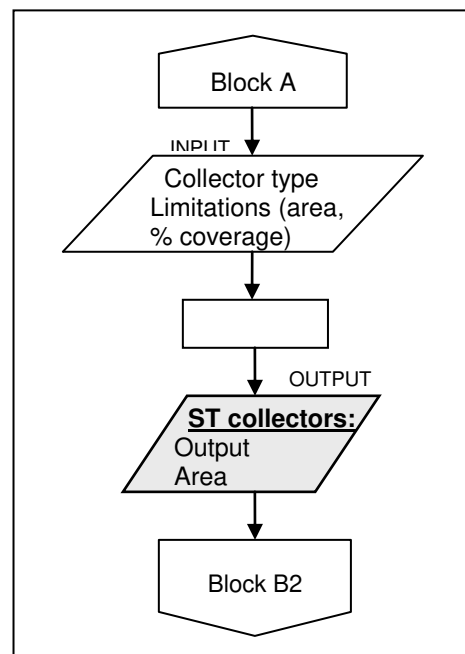 Block A
INPUT
Collector type
Limitations (area,
% coverage)
OUTPUT
ST collectors:
Output
Area
Block B2